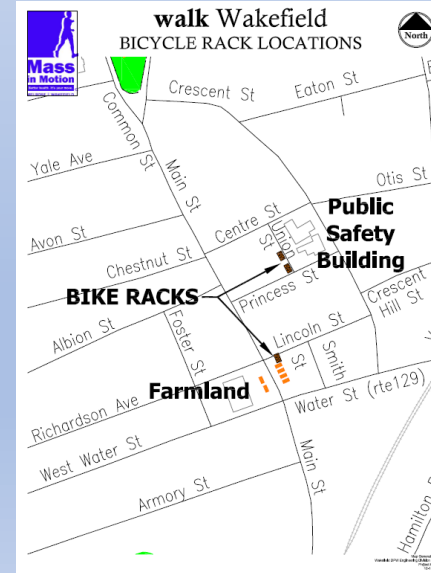 walk Wakefield
BICYCLE RACK LOCATIONS
North
Mass
in Motion
Crescent St
Eaton St
Common St
Main St
Yale Ave
Otis St
Public
Safety
Building
Centre St
Union
St
Avon St
Chestnut St
Princess St
BIKE RACKS
Crescent
Hill St
Albion St
Foster St
Lincoln St
St
Smith
Farmland
Richardson Ave
Water St (rte129)
West Water St
Main St
Armory St
Hamilton